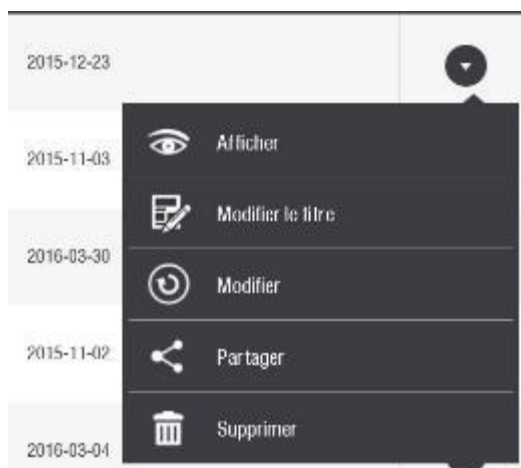 2015-12-23
Afficher
2015-11-03
Modifier le titre
2016-03-30
Modifier
2015-11-02
Partager
Supprimer
2016-03-04